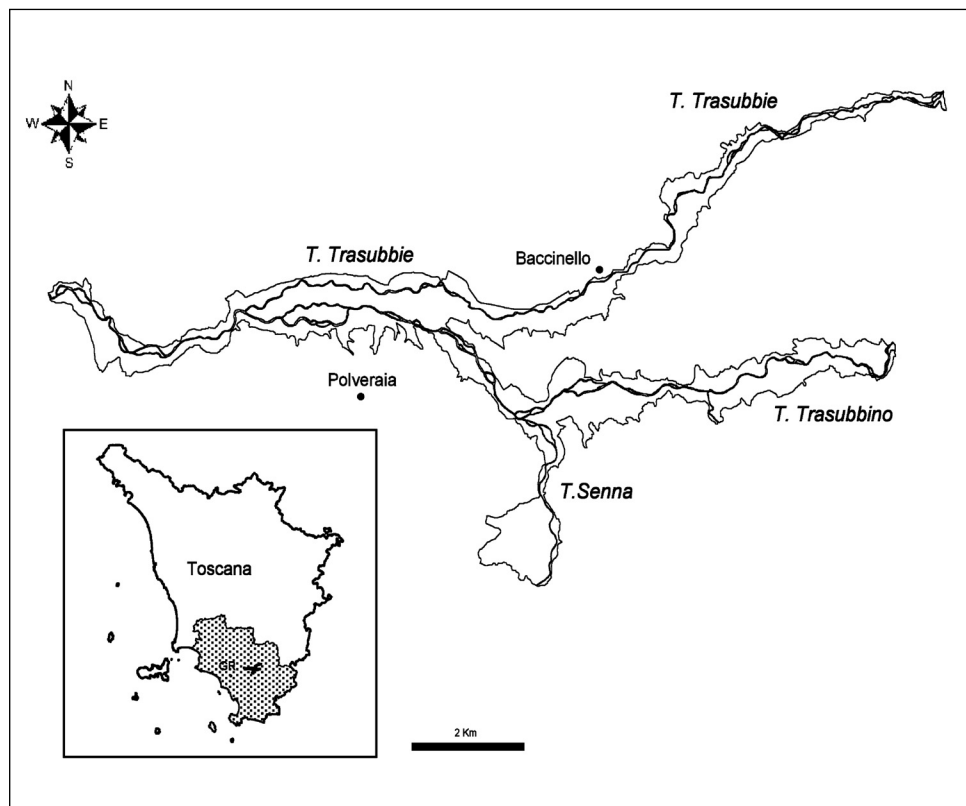 N
W E
S
T. Trasubbie
T. Trasubbie
Baccinello
Polveraia
T. Trasubbino
T.Senna
Toscana
GR
2 Km